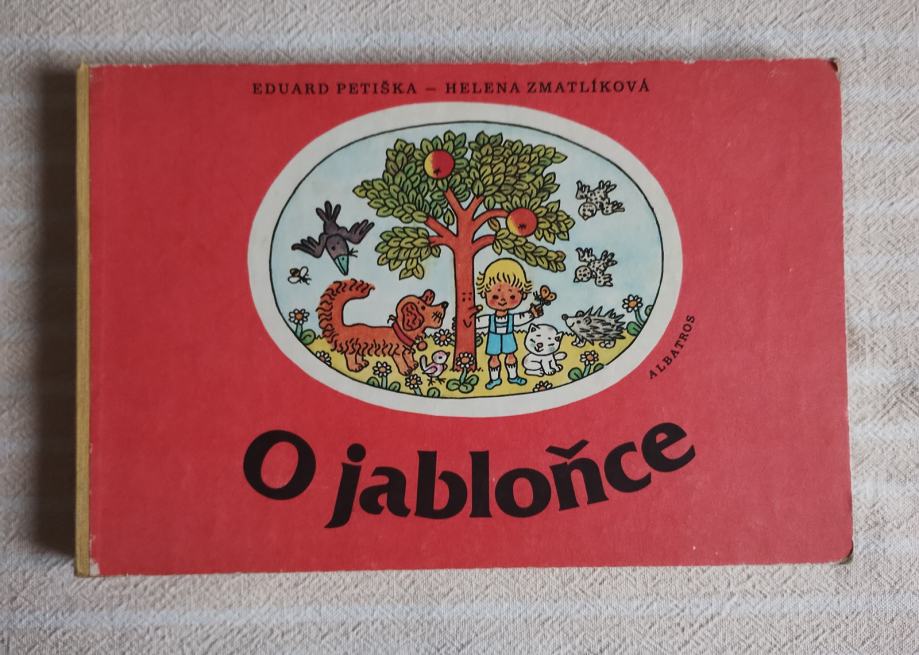 EDUARD PETIŠKA – HELENA ZMATLÍKOVÁ
ALBATROS
O jabloňce